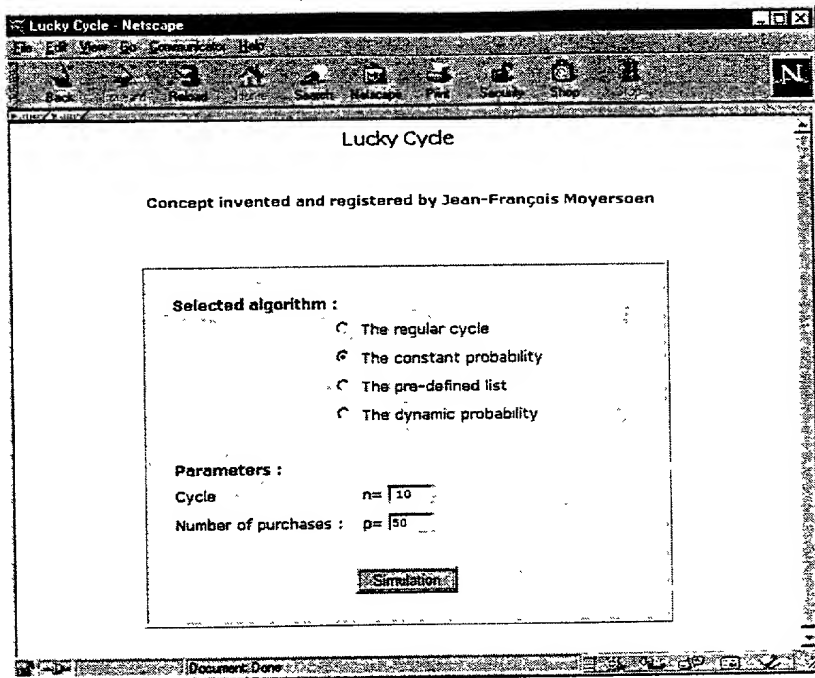 Lucky Cycle - Netscape
File Edit View Go Communicator Help
Back Reload Home Search Netscape Print Security Shop Stop
N
Lucky Cycle
Concept invented and registered by Jean-François Moyersoen
Selected algorithm :
The regular cycle
The constant probability
The pre-defined list
The dynamic probability
Parameters :
Cycle n= 10
Number of purchases : p= 50
Simulation
Document: Done